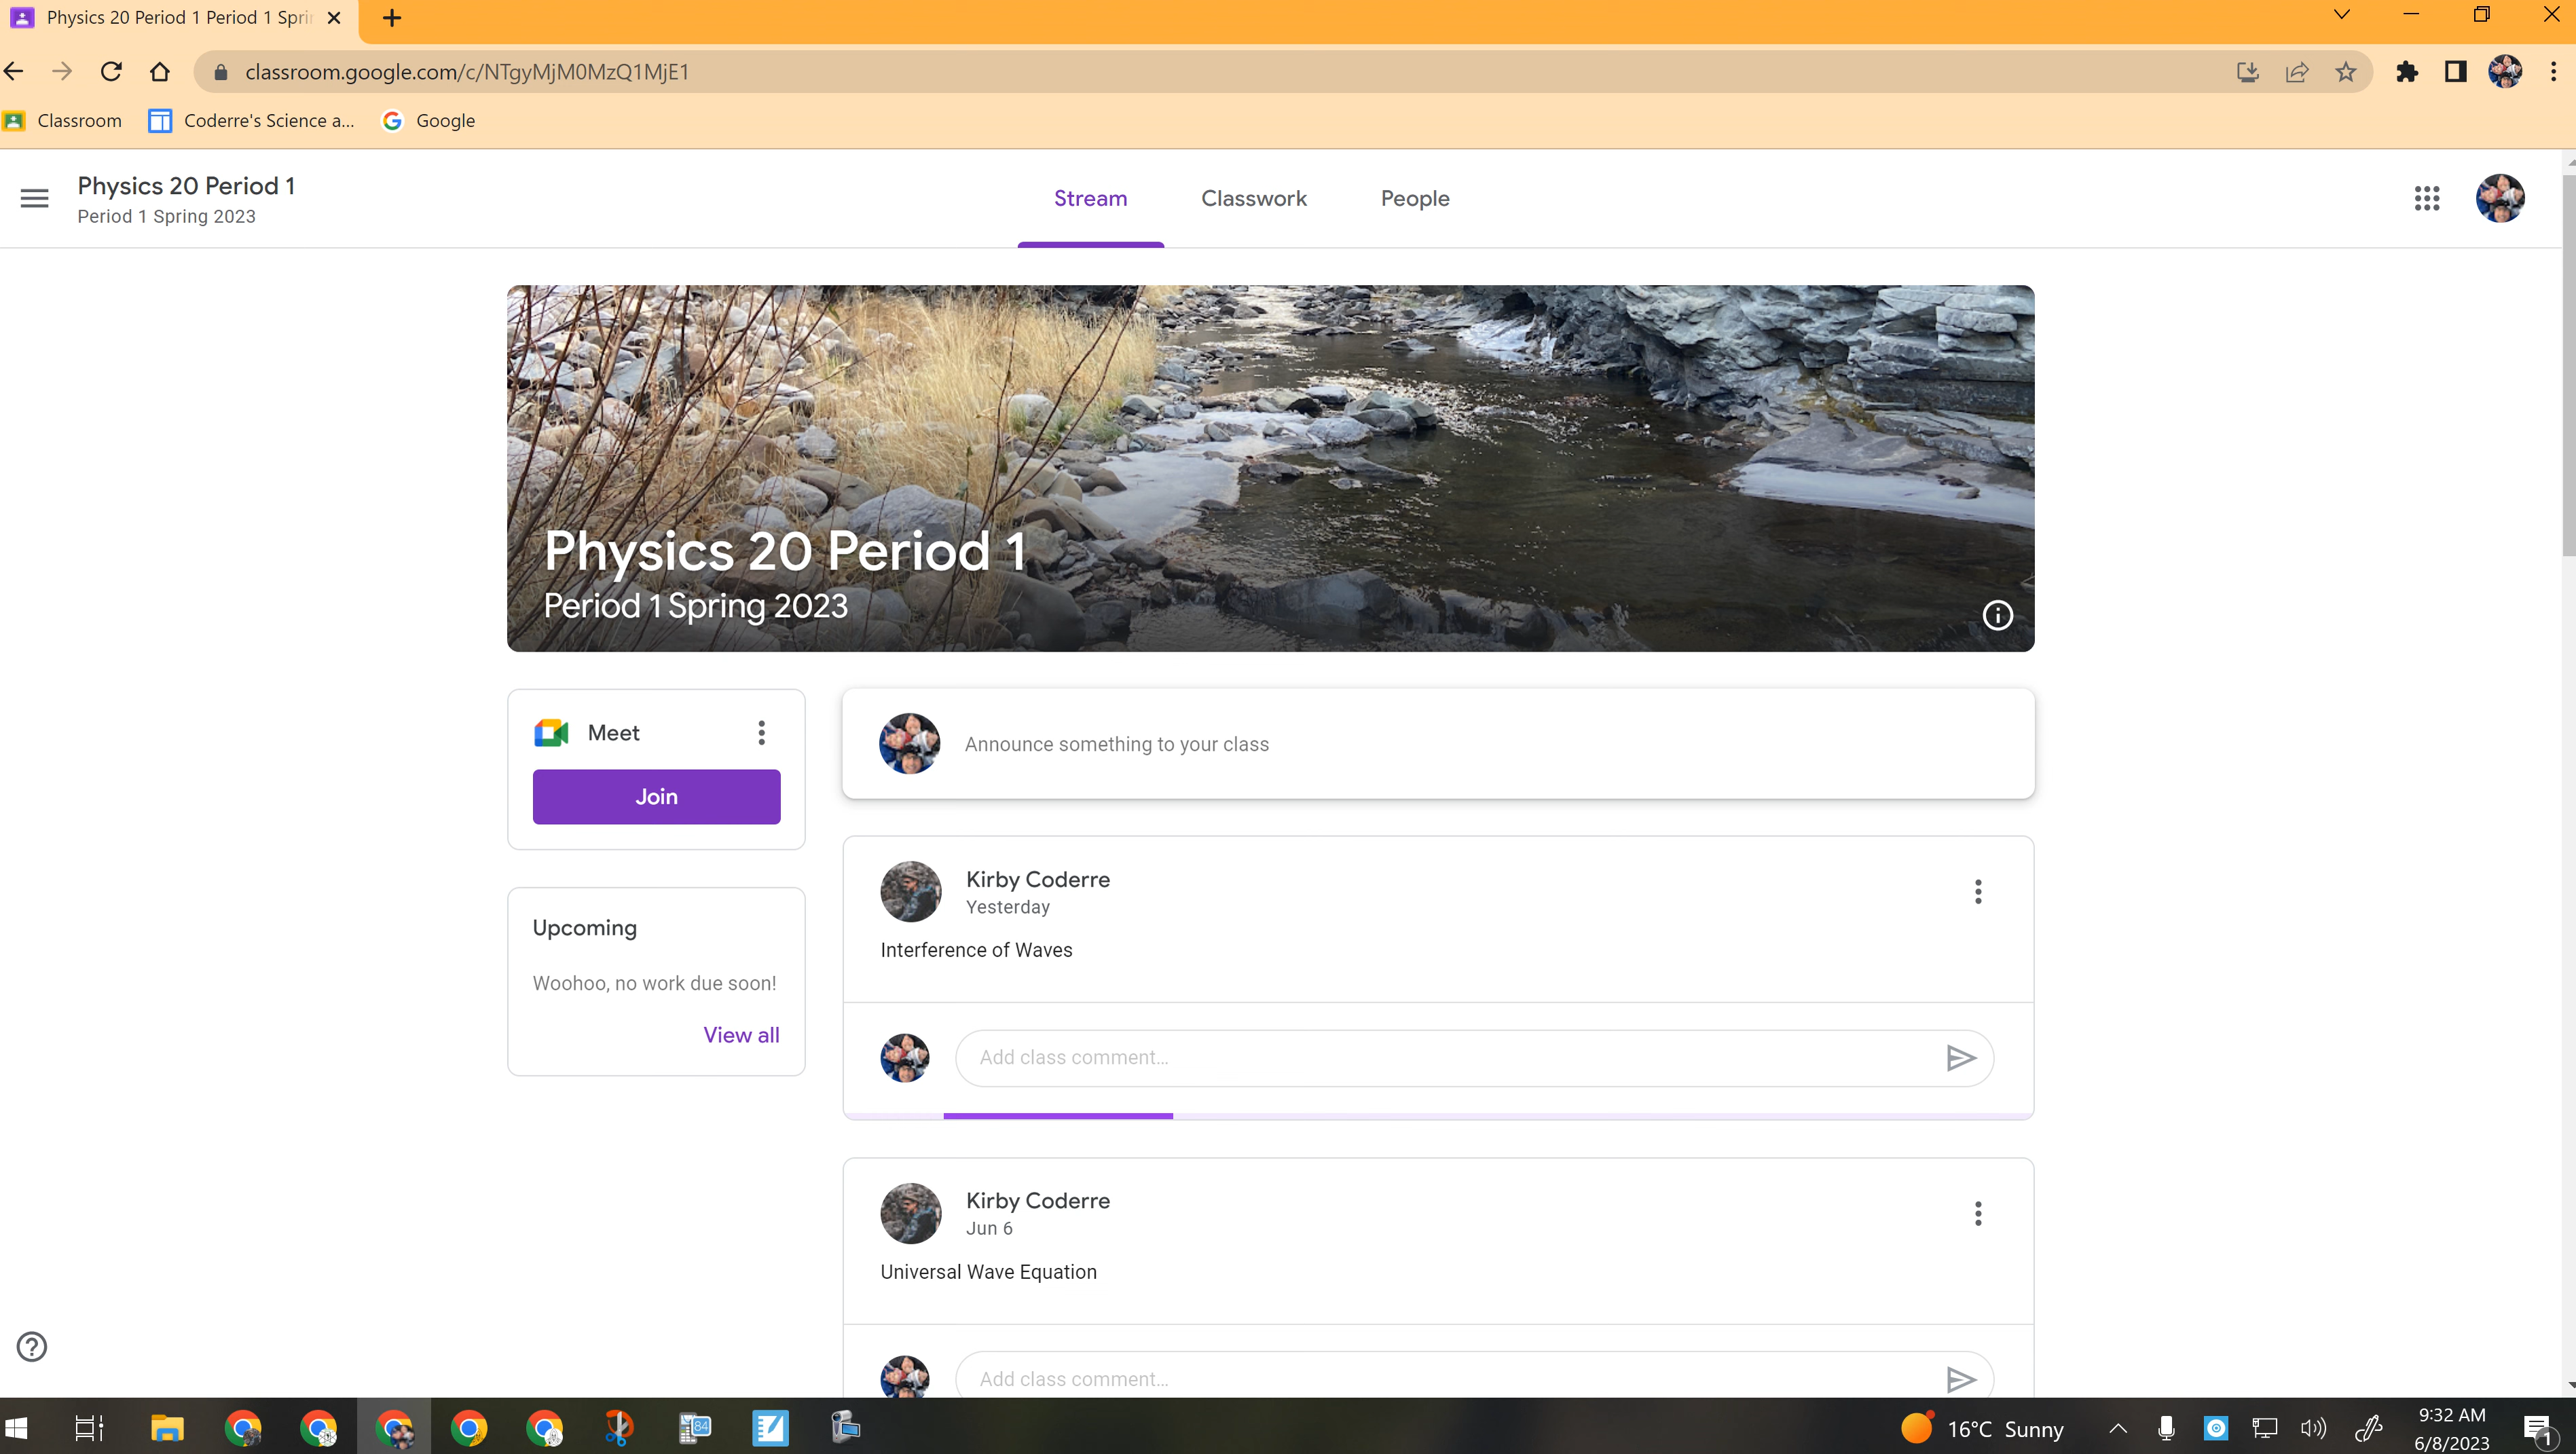 Physics 20 Period 1 Period 1 Spri
classroom.google.com/c/NTgyMjM0MzQ1MjE1
Classroom
Coderre's Science a...
Google
Physics 20 Period 1
Period 1 Spring 2023
Stream
Classwork
People
Physics 20 Period 1
Period 1 Spring 2023
Meet
Join
Upcoming
Woohoo, no work due soon!
View all
Announce something to your class
Kirby Coderre
Yesterday
Interference of Waves
Add class comment...
Kirby Coderre
Jun 6
Universal Wave Equation
Add class comment...
84
16°C Sunny
9:32 AM
6/8/2023
1